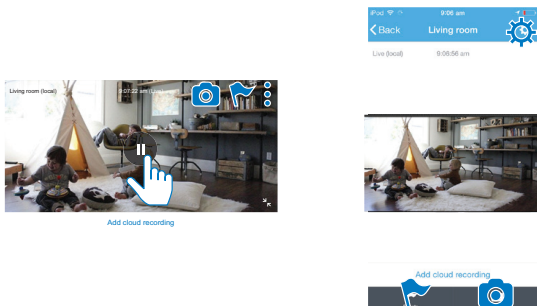 iPod 9:06 am
Back Living room
Live (local) 9:06:56 am
Living room (local) 9:07:22 am
Add cloud recording
Add cloud recording